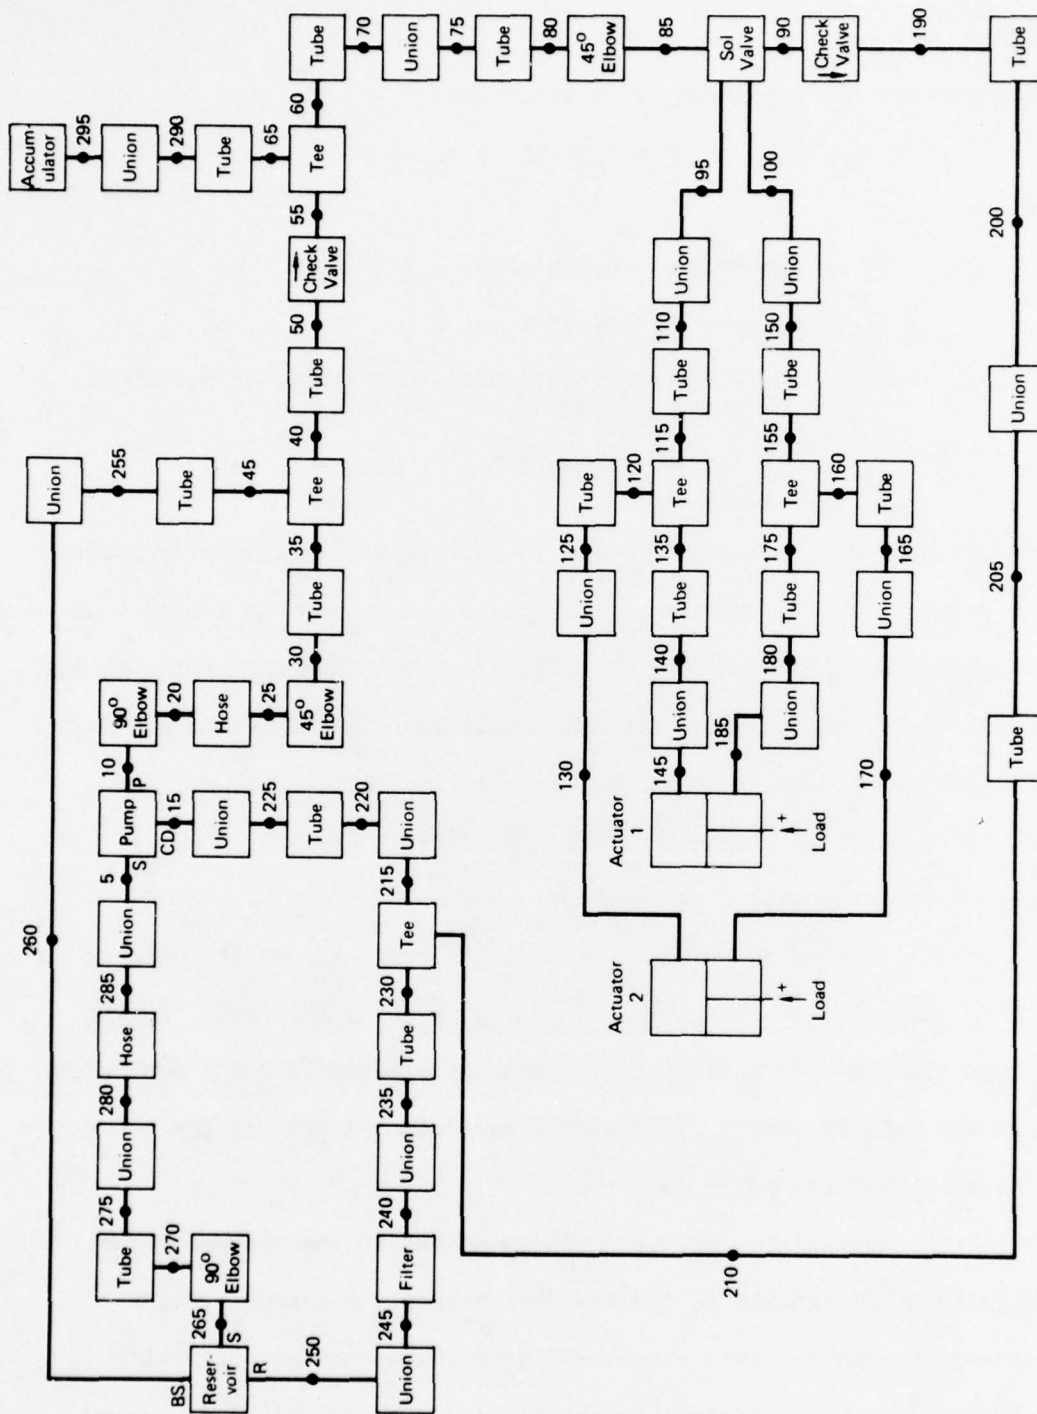 BS
Reser-
voir
R
S
265
90°
Elbow
270
Tube
275
Union
280
Hose
285
Union
5
S
Pump
P
CD
10
90°
Elbow
20
Hose
25
45°
Elbow
30
Tube
35
Tee
45
Tube
255
Union
260
40
Tube
50
Check
Valve
55
Tee
65
Tube
290
Union
295
Accum-
ulator
60
Tube
70
Union
75
Tube
80
45°
Elbow
85
Sol
Valve
90
Check
Valve
190
Tube
200
Union
205
Tube
210
250
Union
245
Filter
240
Union
235
Tube
230
Tee
215
Union
220
Tube
225
Union
15
95
Union
110
Tube
115
Tee
120
Tube
125
Union
130
135
Tube
140
Union
145
100
Union
150
Tube
155
Tee
160
Tube
165
Union
170
175
Tube
180
Union
185
Actuator
1
+
Load
Actuator
2
+
Load